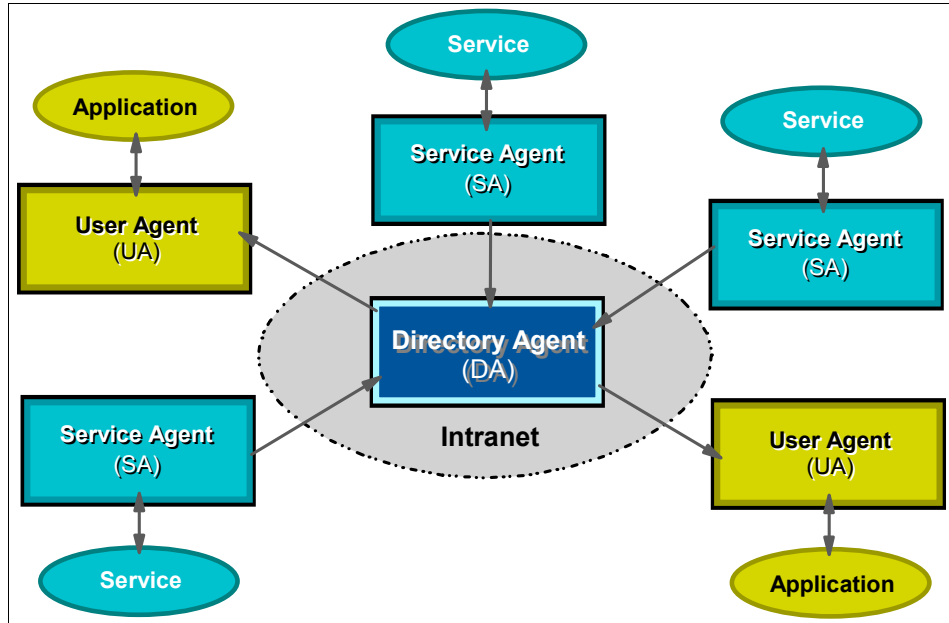 Service
Application
Service
Service Agent
(SA)
User Agent
(UA)
Service Agent
(SA)
Directory Agent
(DA)
Intranet
Service Agent
(SA)
User Agent
(UA)
Service
Application